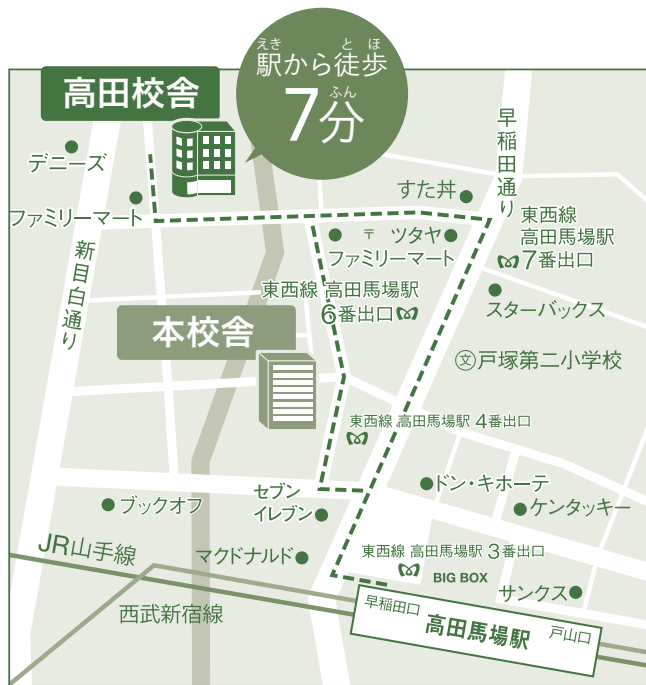 えき と ほ
駅から徒歩
ふん
7分
高田校舎
デニーズ
ファミリーマート
新目白通り
早稲田通り
すた井
東西線
高田馬場駅
7番出口
〒 ツタヤ
ファミリーマート
東西線 高田馬場駅
6番出口
スターバックス
本校舎
文 戸塚第二小学校
東西線 高田馬場駅 4番出口
ドン・キホーテ
ケンタッキー
セブン
イレブン
ブックオフ
JR山手線
マクドナルド
東西線 高田馬場駅 3番出口
BIG BOX
サンクス
西武新宿線
早稲田口
高田馬場駅
戸山口